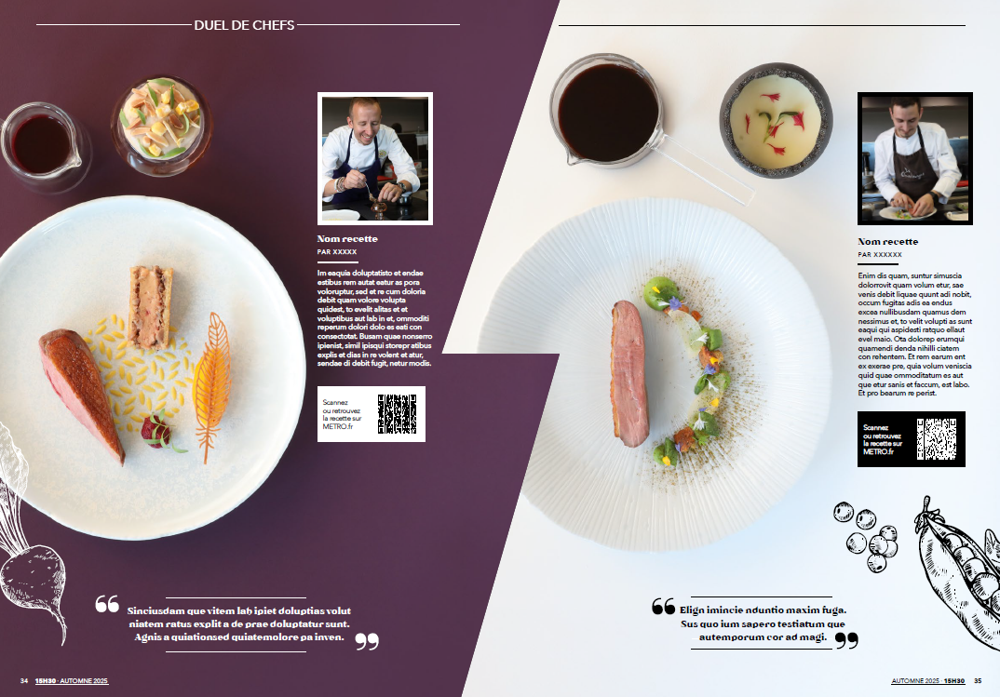 DUEL DE CHEFS
Nom recette
PAR XXXXX
Im eaquia doluptatisto et endae
estibus rem autat eatur as pora
voloruptur, sed et re cum doloria
debit quam volore volupta
quidest, to evelit alitas et et
voluptibus aut lab in et, ommoditi
reperum dolori dolo es eati con
consectotat. Busam quae nonserro
ipienist, simil ipisqui storepr atibus
explis et dias in re volent et atur,
sendae di debit fugit, netur modis.
Scannez
ou retrouvez
la recette sur
METRO.fr
“ Sinciusdam que vitem lab ipiet doluptias volut
niatem ratus explit a de prae doluptatur sunt.
Agnis a quiationsed quiatemolore pa inven. ”
34 15H30 · AUTOMNE 2025
Nom recette
PAR XXXXXX
Enim dis quam, suntur simuscia
dolorrovit quam volum etur, sae
venis debit liquae quunt adi nobit,
occum fugitas adis ea endus
excea nullibusdam quamus dem
nessimus et, to velit volupti as sunt
eaqui qui aspidesti ratquo ellaut
evel maio. Ota dolorep erumqui
quamendi denda nihilli ciatem
con rehentem. Et rem earum ent
ex exerae pre, quia volum veniscia
quid quae ommoditatum es aut
que etur sanis et faccum, est labo.
Et pro bearum re perist.
Scannez
ou retrouvez
la recette sur
METRO.fr
“ Elign imincie nduntio maxim fuga.
Sus quo ium sapero testiatum que
autemporum cor ad magi. ”
AUTOMNE 2025 · 15H30 35